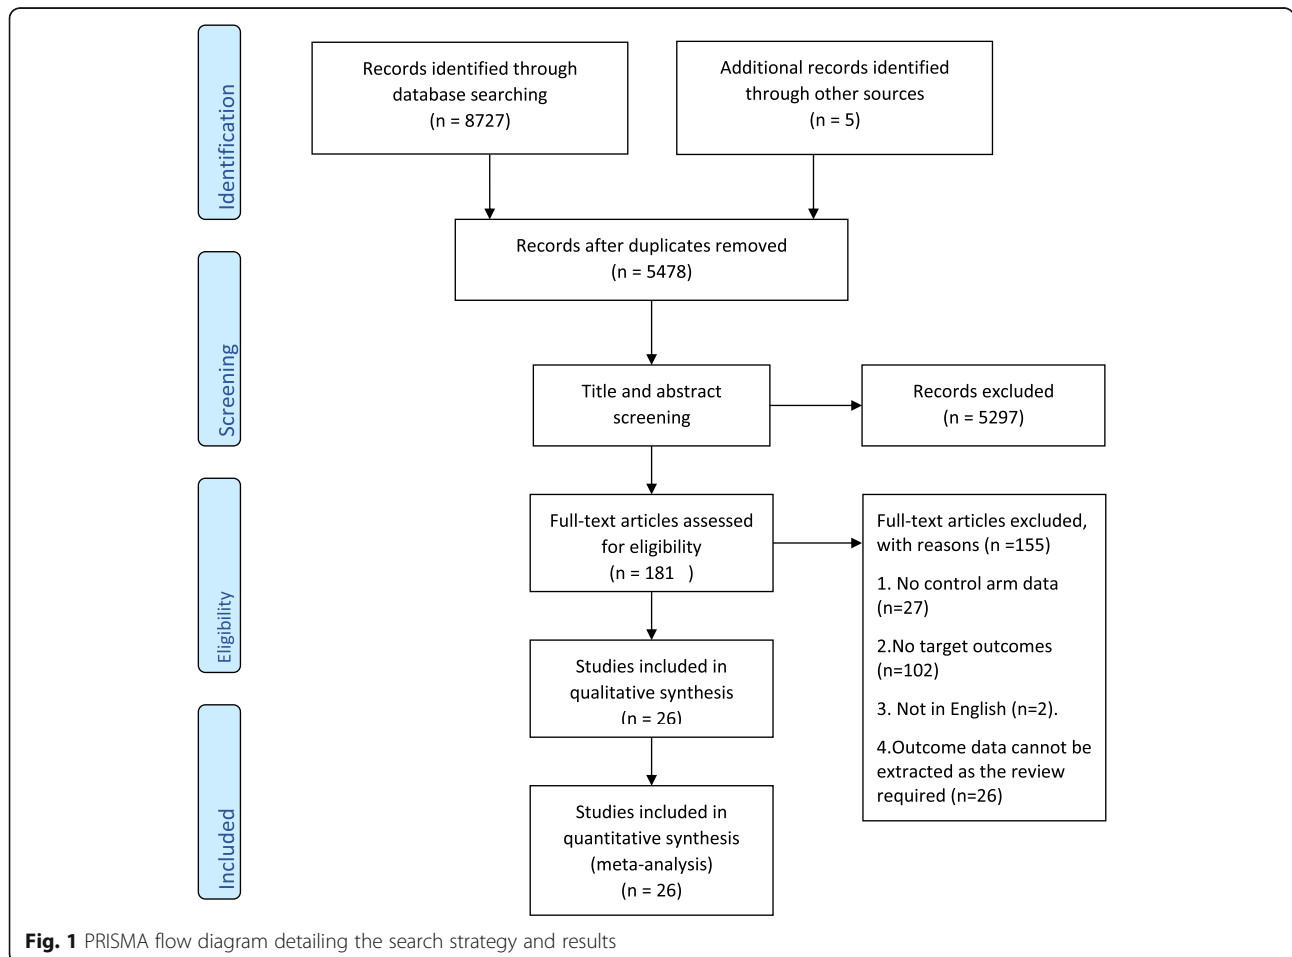 Identification
Records identified through
database searching
(n = 8727)
Additional records identified
through other sources
(n = 5)
Records after duplicates removed
(n = 5478)
Screening
Title and abstract
screening
Records excluded
(n = 5297)
Eligibility
Full-text articles assessed
for eligibility
(n = 181   )
Full-text articles excluded,
with reasons (n =155)
1. No control arm data
(n=27)
2.No target outcomes
(n=102)
3. Not in English (n=2).
4.Outcome data cannot be
extracted as the review
required (n=26)
Studies included in
qualitative synthesis
(n = 26)
Included
Studies included in
quantitative synthesis
(meta-analysis)
(n = 26)
Fig. 1 PRISMA flow diagram detailing the search strategy and results